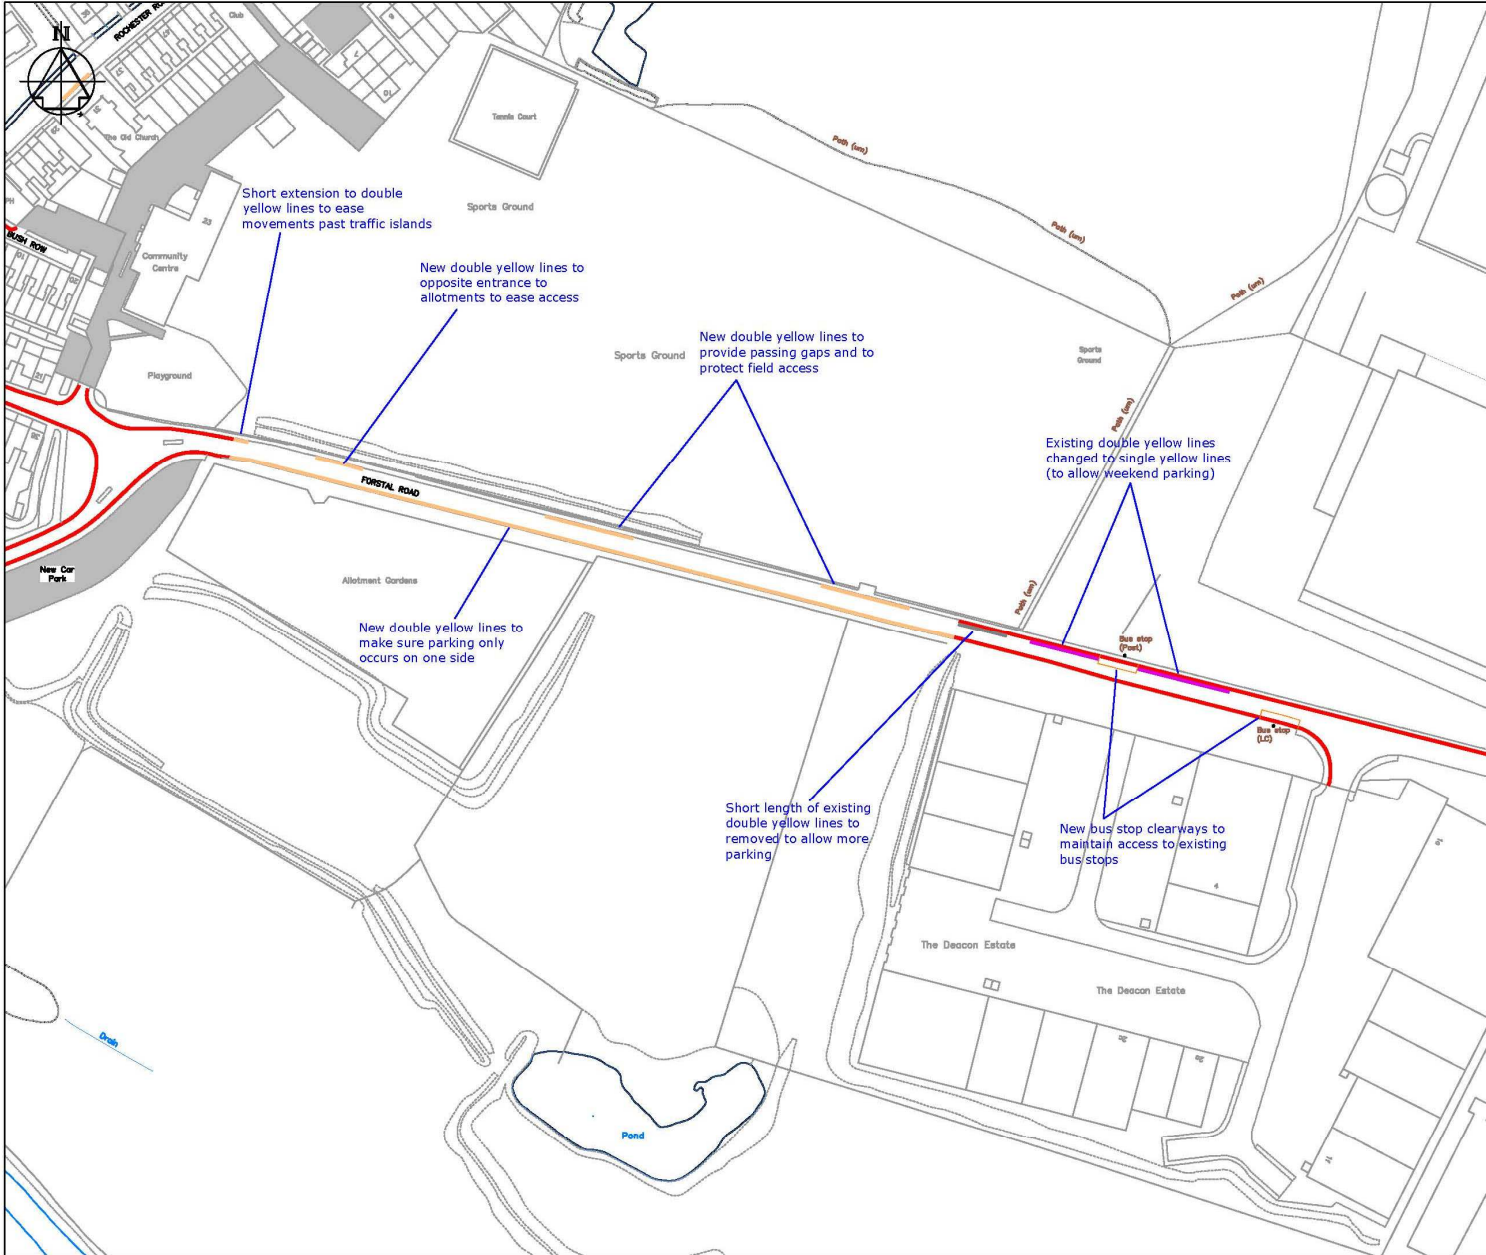 N
Club
The Old Church
23
Tennis Court
Path (um)
Short extension to double
yellow lines to ease
movements past traffic islands
Sports Ground
BUSH ROW
Community
Centre
Path (um)
New double yellow lines to
opposite entrance to
allotments to ease access
Path (um)
New double yellow lines to
provide passing gaps and to
protect field access
Sports Ground
Sports
Ground
Playground
Path (um)
Existing double yellow lines
changed to single yellow lines
(to allow weekend parking)
FORSTAL ROAD
New Car
Park
Allotment Gardens
Path (um)
New double yellow lines to
make sure parking only
occurs on one side
Bus stop
(Post)
Bus stop
(LC)
Short length of existing
double yellow lines to
removed to allow more
parking
New bus stop clearways to
maintain access to existing
bus stops
4
The Deacon Estate
The Deacon Estate
Drain
Pond